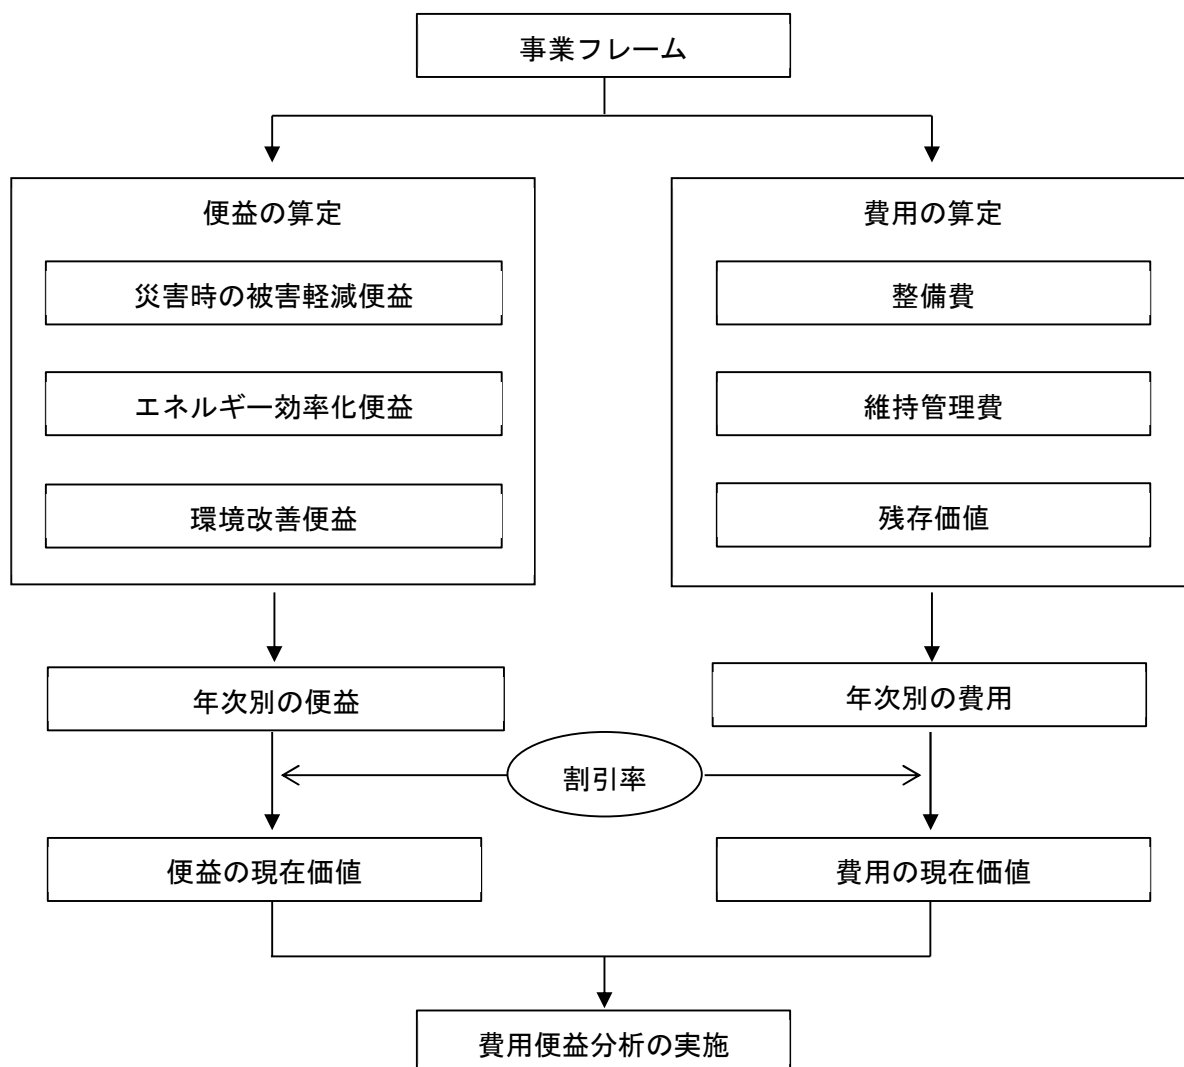 事業フレーム
便益の算定
災害時の被害軽減便益
エネルギー効率化便益
環境改善便益
費用の算定
整備費
維持管理費
残存価値
年次別の便益
年次別の費用
割引率
便益の現在価値
費用の現在価値
費用便益分析の実施